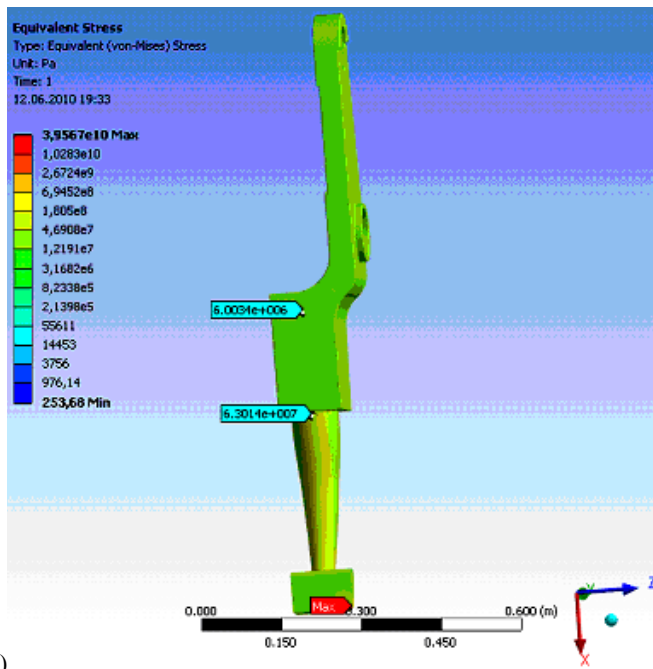 Equivalent Stress
Type: Equivalent (von-Mises) Stress
Unit: Pa
Time: 1
12.06.2010 19:33
3,9567e10 Max
1,0283e10
2,6724e9
6,9452e8
1,805e8
4,6908e7
1,2191e7
3,1682e6
8,2338e5
2,1398e5
55611
14453
3756
976,14
253,68 Min
6.0034e+006
6.3014e+007
Max
0.000 0.300 0.600 (m)
0.150 0.450
Y
Z
X
)